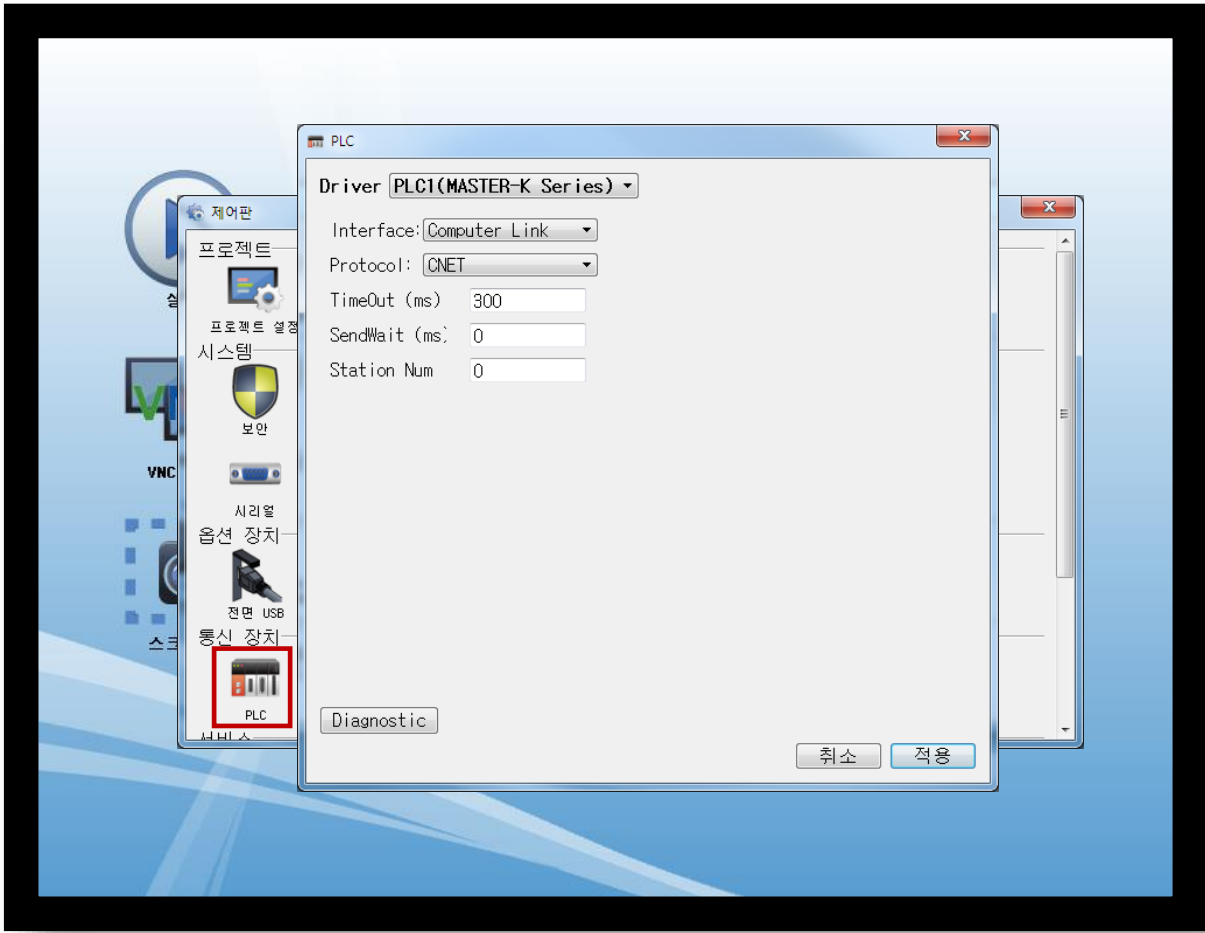 PLC
Driver PLC1(MASTER-K Series)
제어판
Interface: Computer Link
프로젝트
Protocol: CNET
TimeOut (ms) 300
프로젝트 설정
SendWait (ms) 0
시스템
Station Num 0
보안
VNC
시리얼
옵션 장치
전면 USB
통신 장치
PLC
Diagnostic
서비스
취소 적용